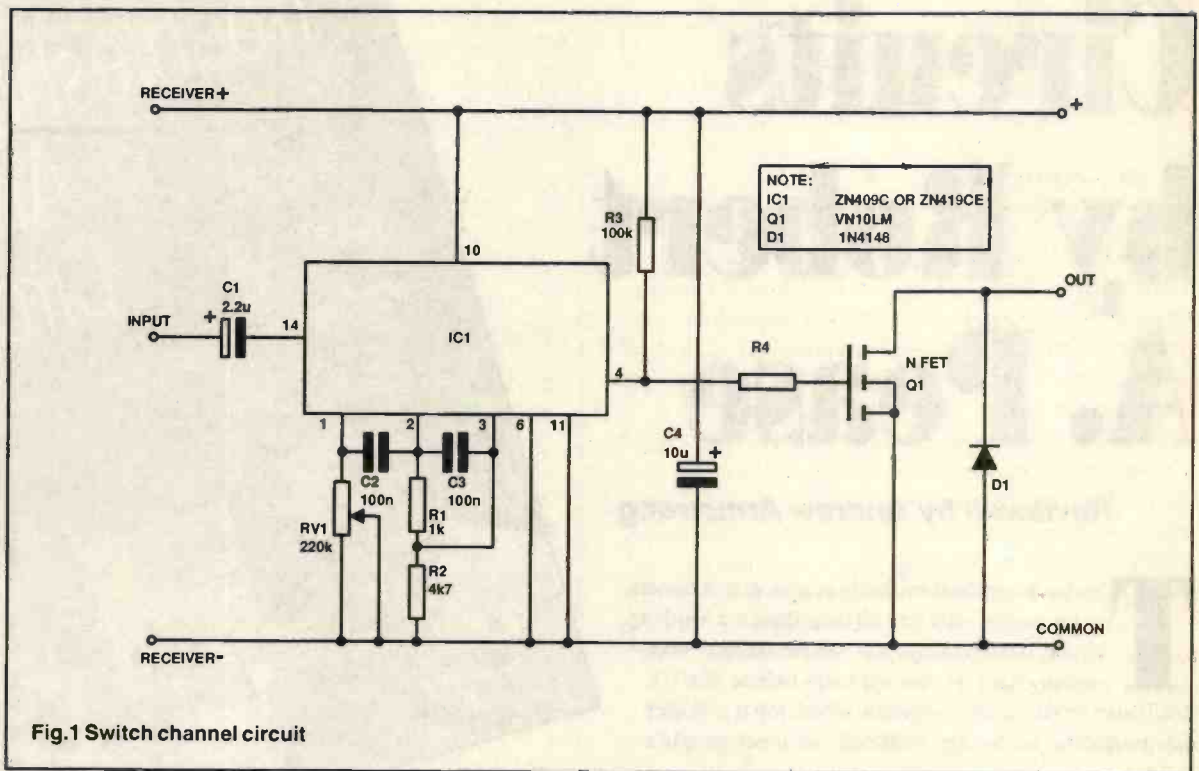 RECEIVER+
+
NOTE:
IC1 ZN409C OR ZN419CE
Q1 VN10LM
D1 1N4148
R3
100k
10
OUT
C1
2.2u
+
INPUT
14
IC1
R4
4
N FET
Q1
1
2
3
6
11
C4
10u
+
C2
100n
C3
100n
D1
RV1
220k
R1
1k
R2
4k7
COMMON
RECEIVER-
Fig.1 Switch channel circuit